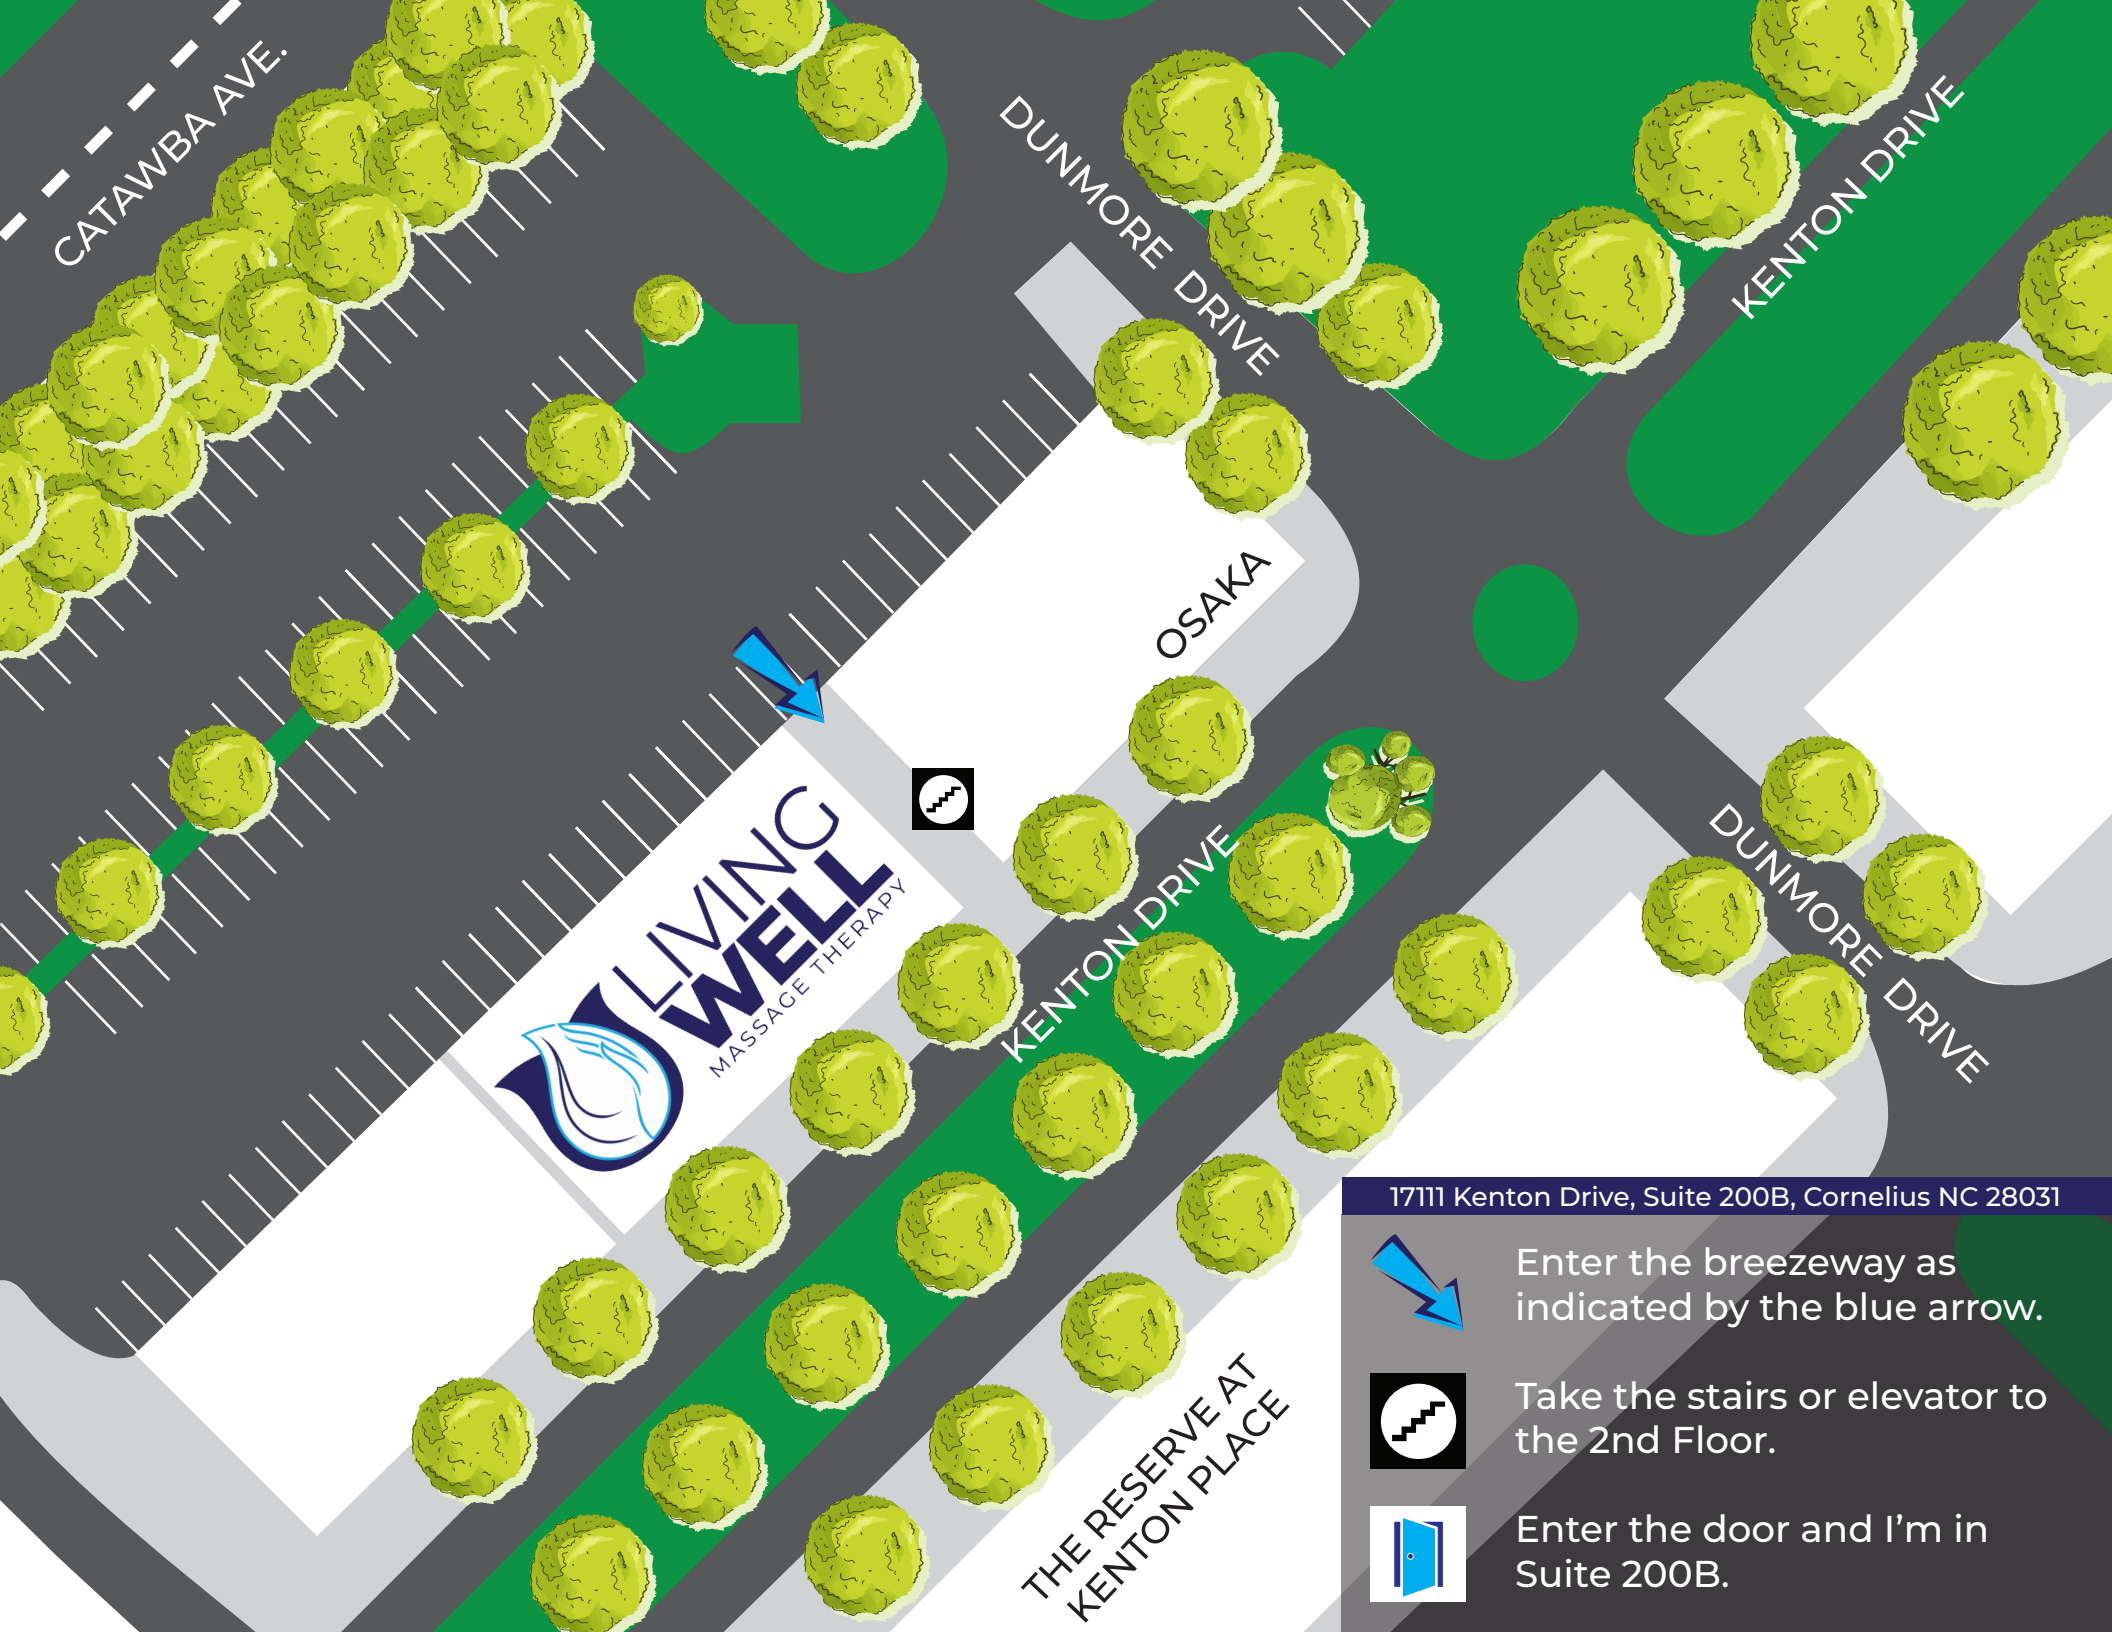 CATAWBA AVE.
DUNMORE DRIVE
KENTON DRIVE
OSAKA
LIVING
WELL
MASSAGE THERAPY
KENTON DRIVE
DUNMORE DRIVE
THE RESERVE AT
KENTON PLACE
17111 Kenton Drive, Suite 200B, Cornelius NC 28031
Enter the breezeway as
indicated by the blue arrow.
Take the stairs or elevator to
the 2nd Floor.
Enter the door and I'm in
Suite 200B.